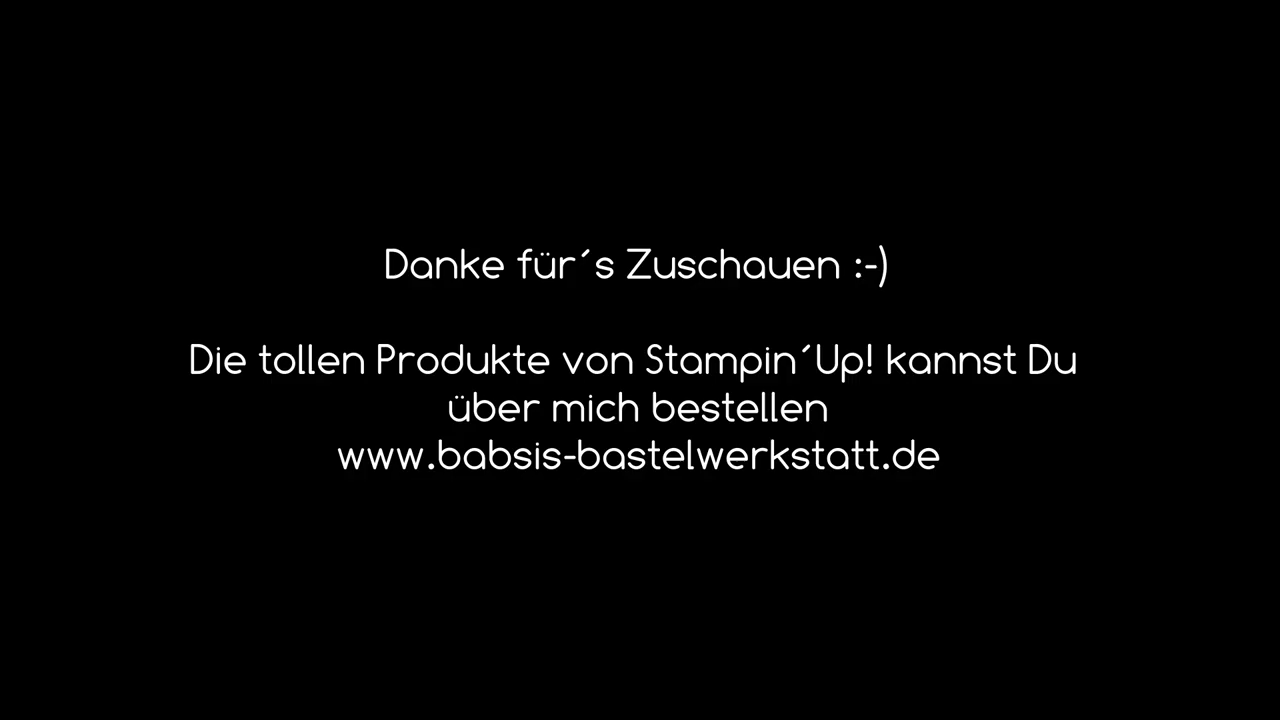 Danke für´s Zuschauen :-)
Die tollen Produkte von Stampin´Up! kannst Du
über mich bestellen
www.babsis-bastelwerkstatt.de